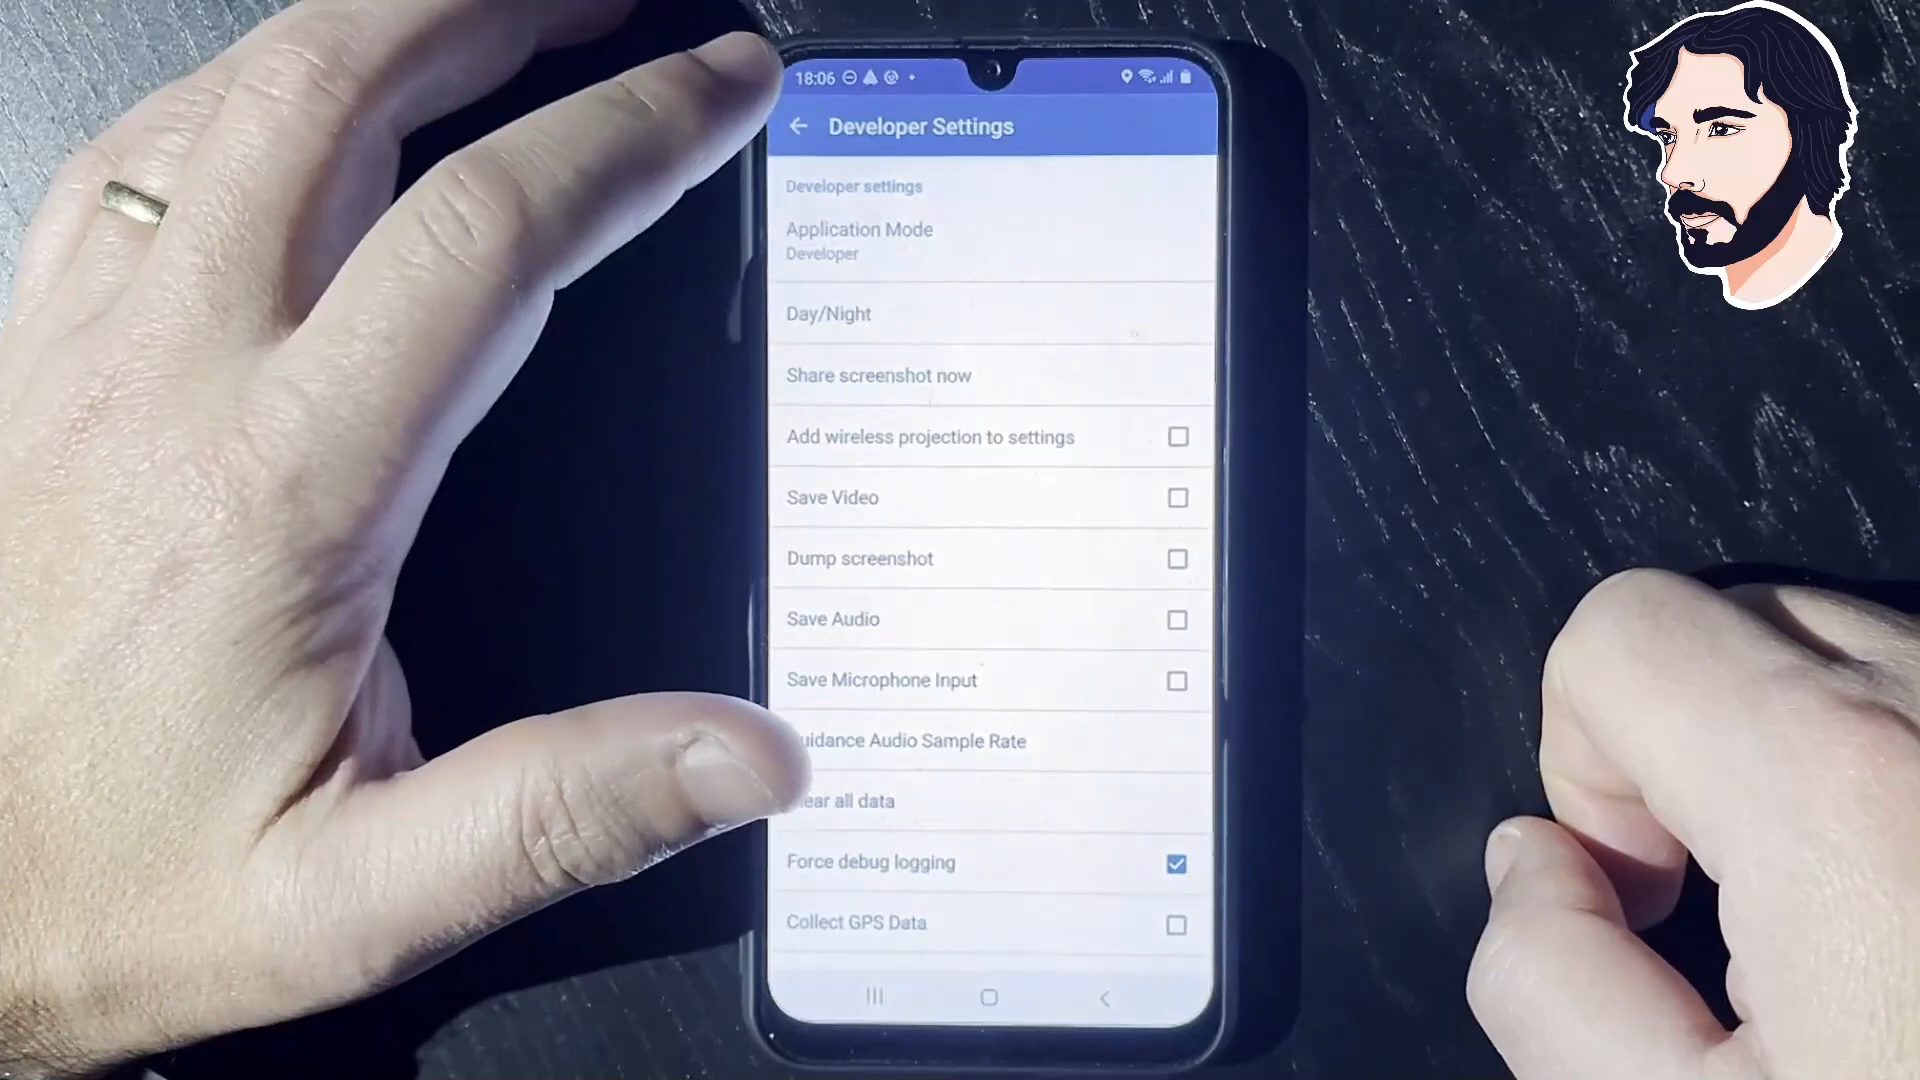 18:06
Developer Settings
Developer settings
Application Mode
Developer
Day/Night
Share screenshot now
Add wireless projection to settings
Save Video
Dump screenshot
Save Audio
Save Microphone Input
Audio Sample Rate
all data
Force debug logging
Collect GPS Data